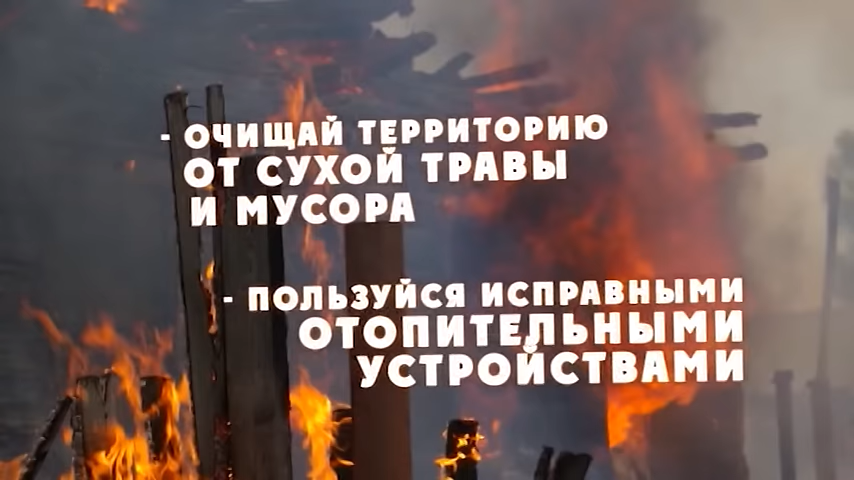 - ОЧИЩАЙ ТЕРРИТОРИЮ
ОТ СУХОЙ ТРАВЫ
И МУСОРА
- ПОЛЬЗУЙСЯ ИСПРАВНЫМИ
ОТОПИТЕЛЬНЫМИ
УСТРОЙСТВАМИ